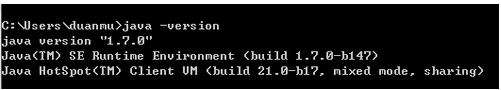 C:\Users\duanmu>java -version
java version "1.7.0"
Java(TM) SE Runtime Environment (build 1.7.0-b147)
Java HotSpot(TM) Client VM (build 21.0-b17, mixed mode, sharing)